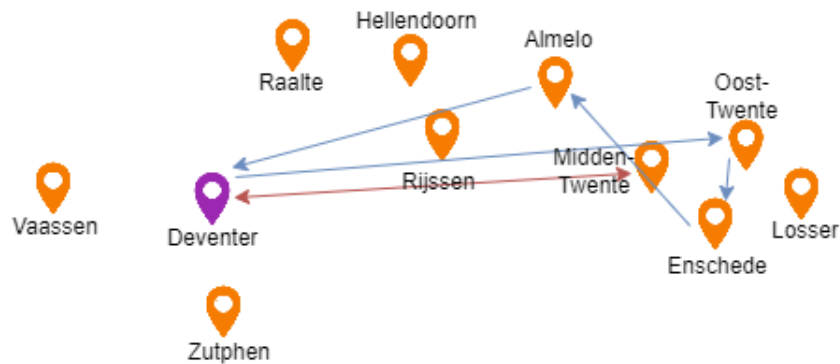 Hellendoorn
Almelo
Raalte
Oost-
Twente
Midden-
Twente
Rijssen
Vaassen
Deventer
Losser
Enschede
Zutphen